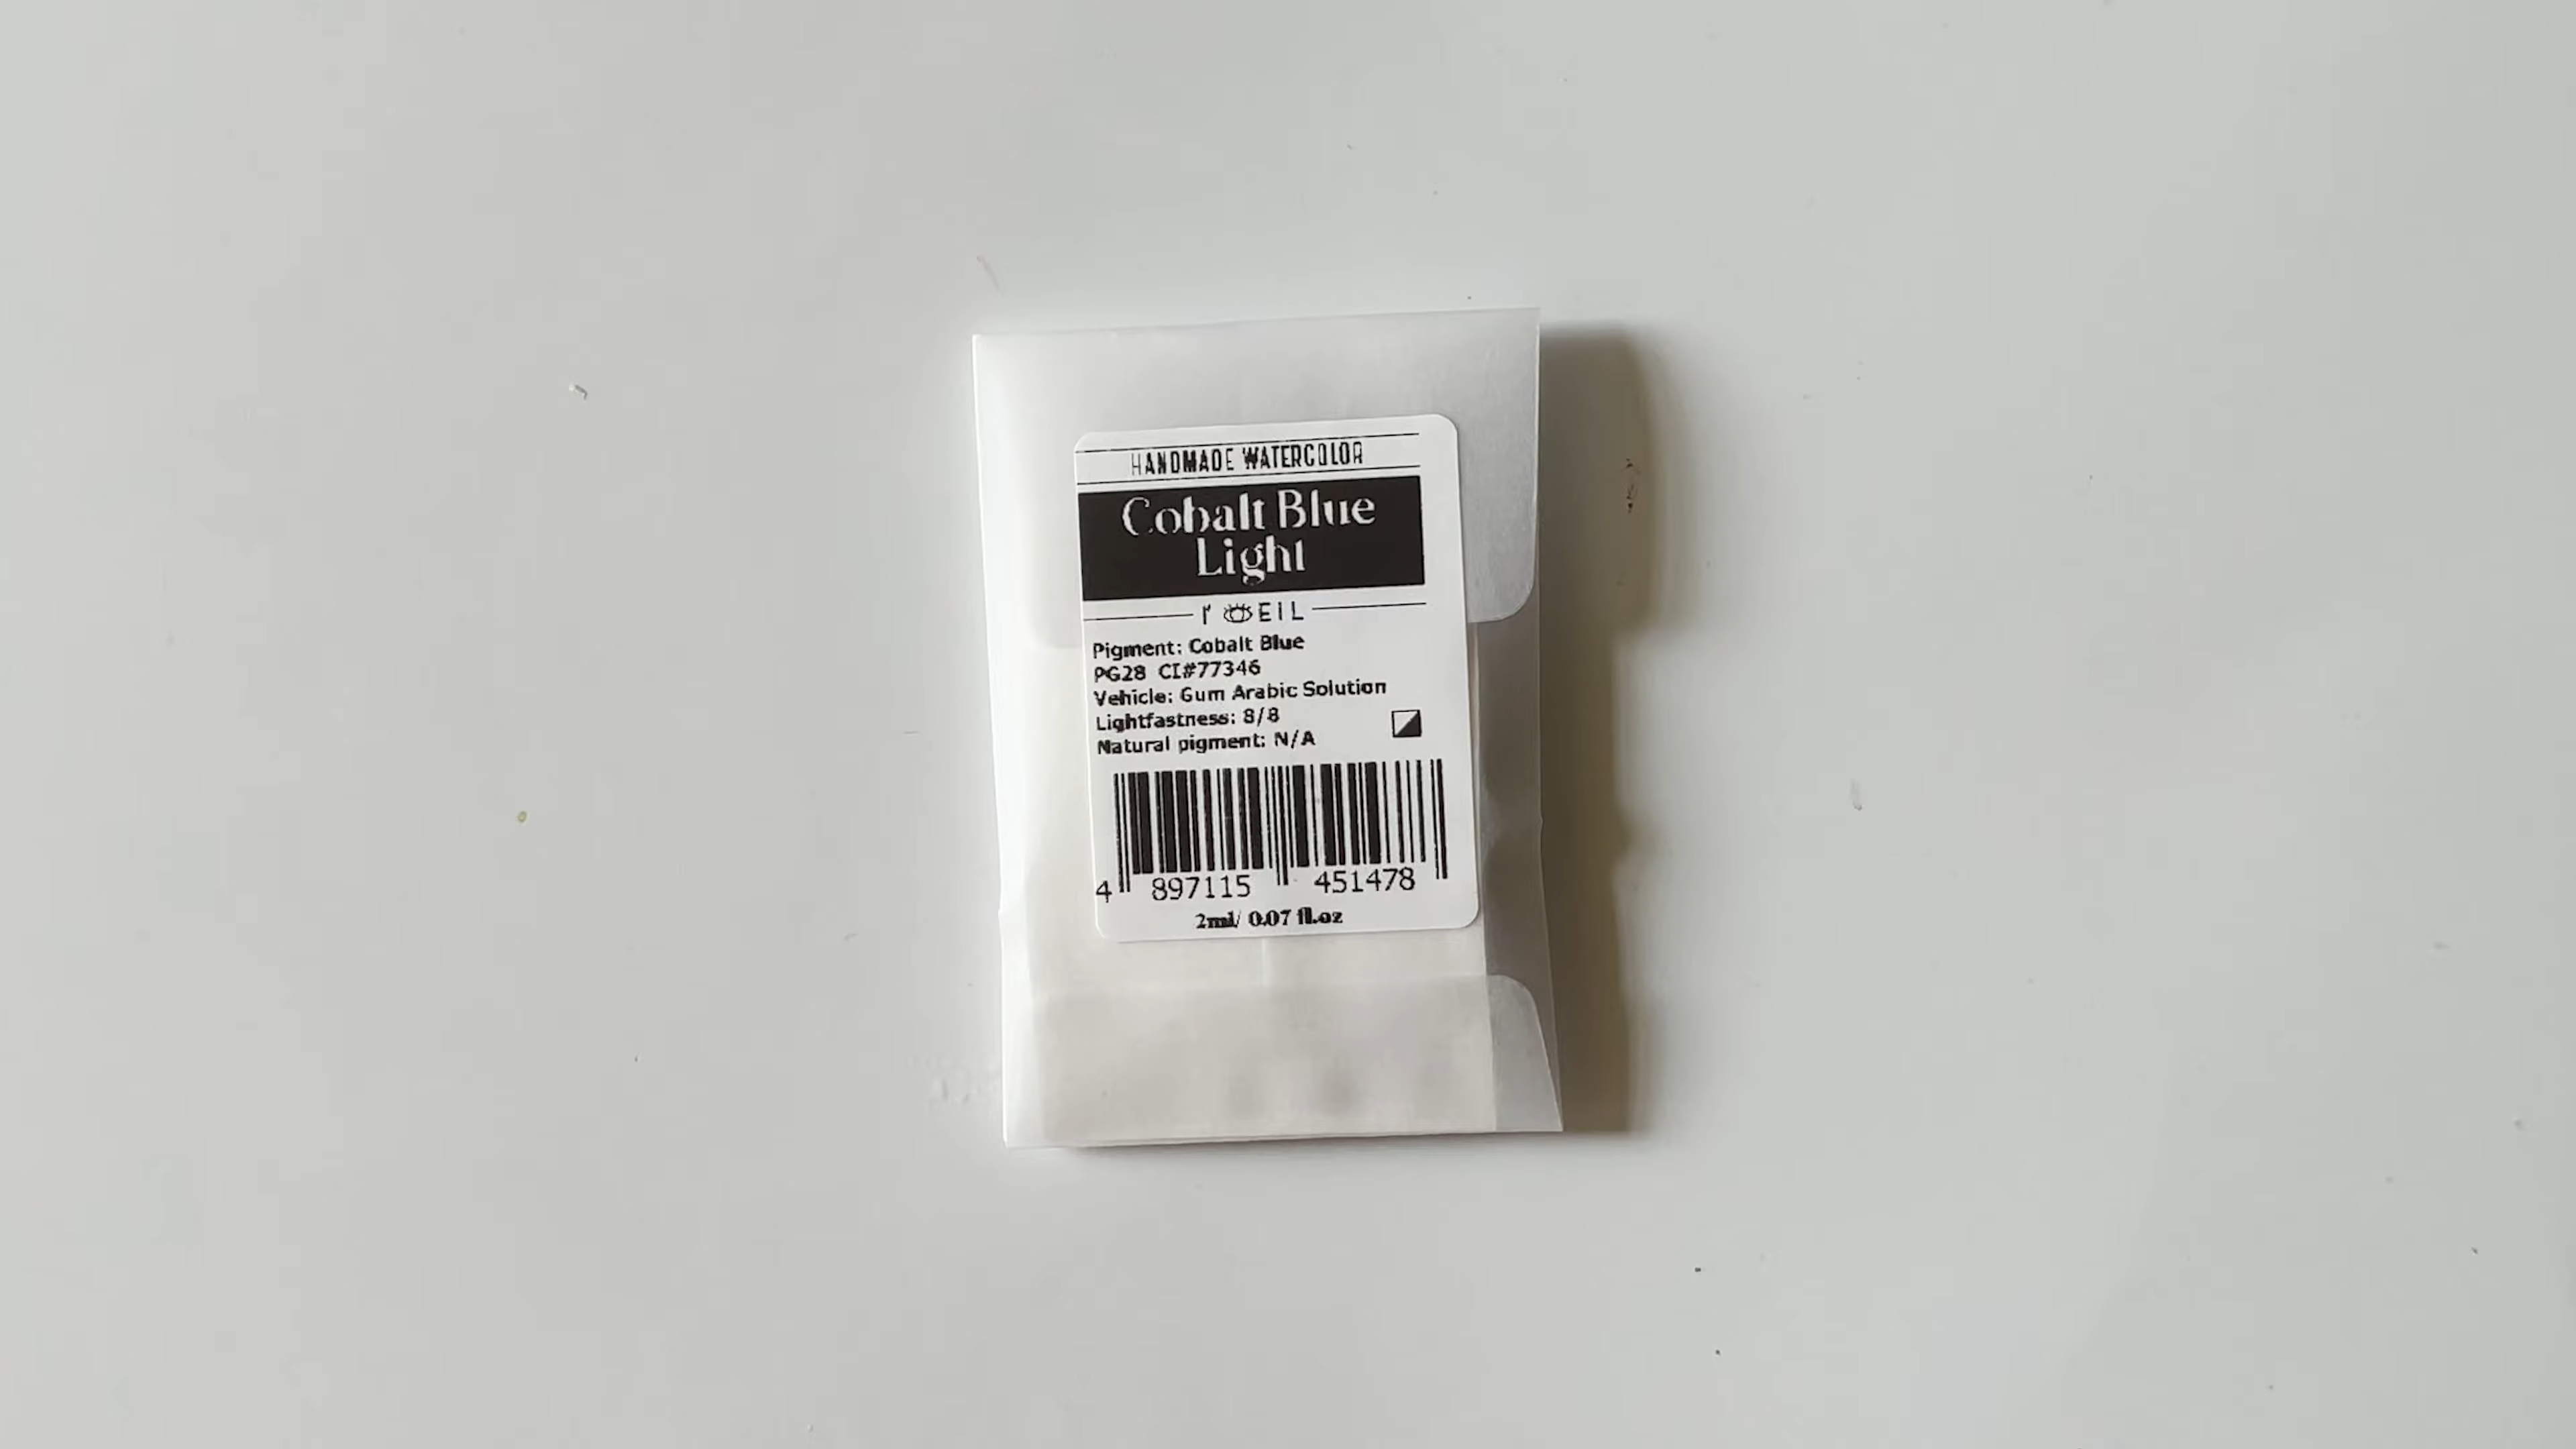 HANDMADE WATERCOLOR
Cobalt Blue
Light
l' ŒIL
Pigment: Cobalt Blue
PG28 CI#77346
Vehicle: Gum Arabic Solution
Lightfastness: 8/8
Natural pigment: N/A
4 897115 451478
2ml/ 0.07 fl.oz